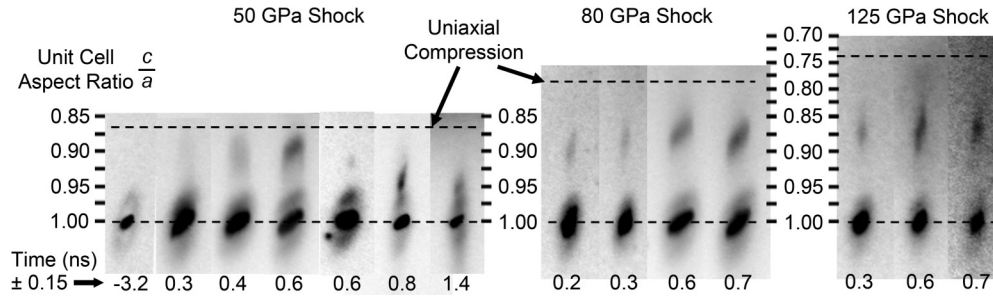 50 GPa Shock
80 GPa Shock
125 GPa Shock
Uniaxial
Compression
Unit Cell
Aspect Ratio c/a
0.85
0.90
0.95
1.00
0.85
0.90
0.95
1.00
0.70
0.75
0.80
0.85
0.90
0.95
1.00
Time (ns)
± 0.15
-3.2 0.3 0.4 0.6 0.6 0.8 1.4
0.2 0.3 0.6 0.7
0.3 0.6 0.7